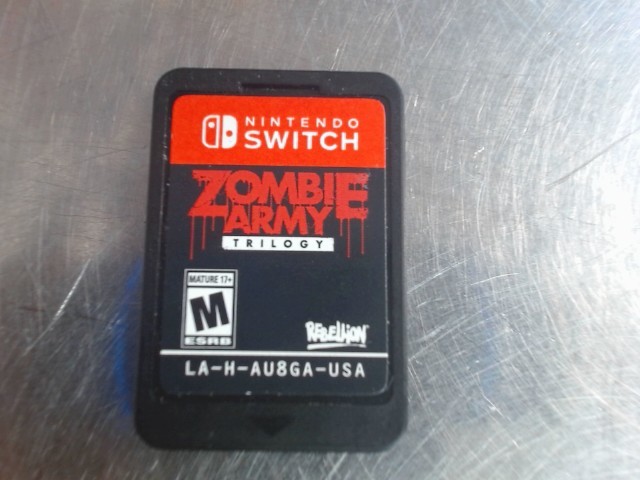 NINTENDO
SWITCH
ZOMBIE
ARMY
TRILOGY
MATURE 17+
M
ESRB
REBELLION
LA-H-AU8GA-USA